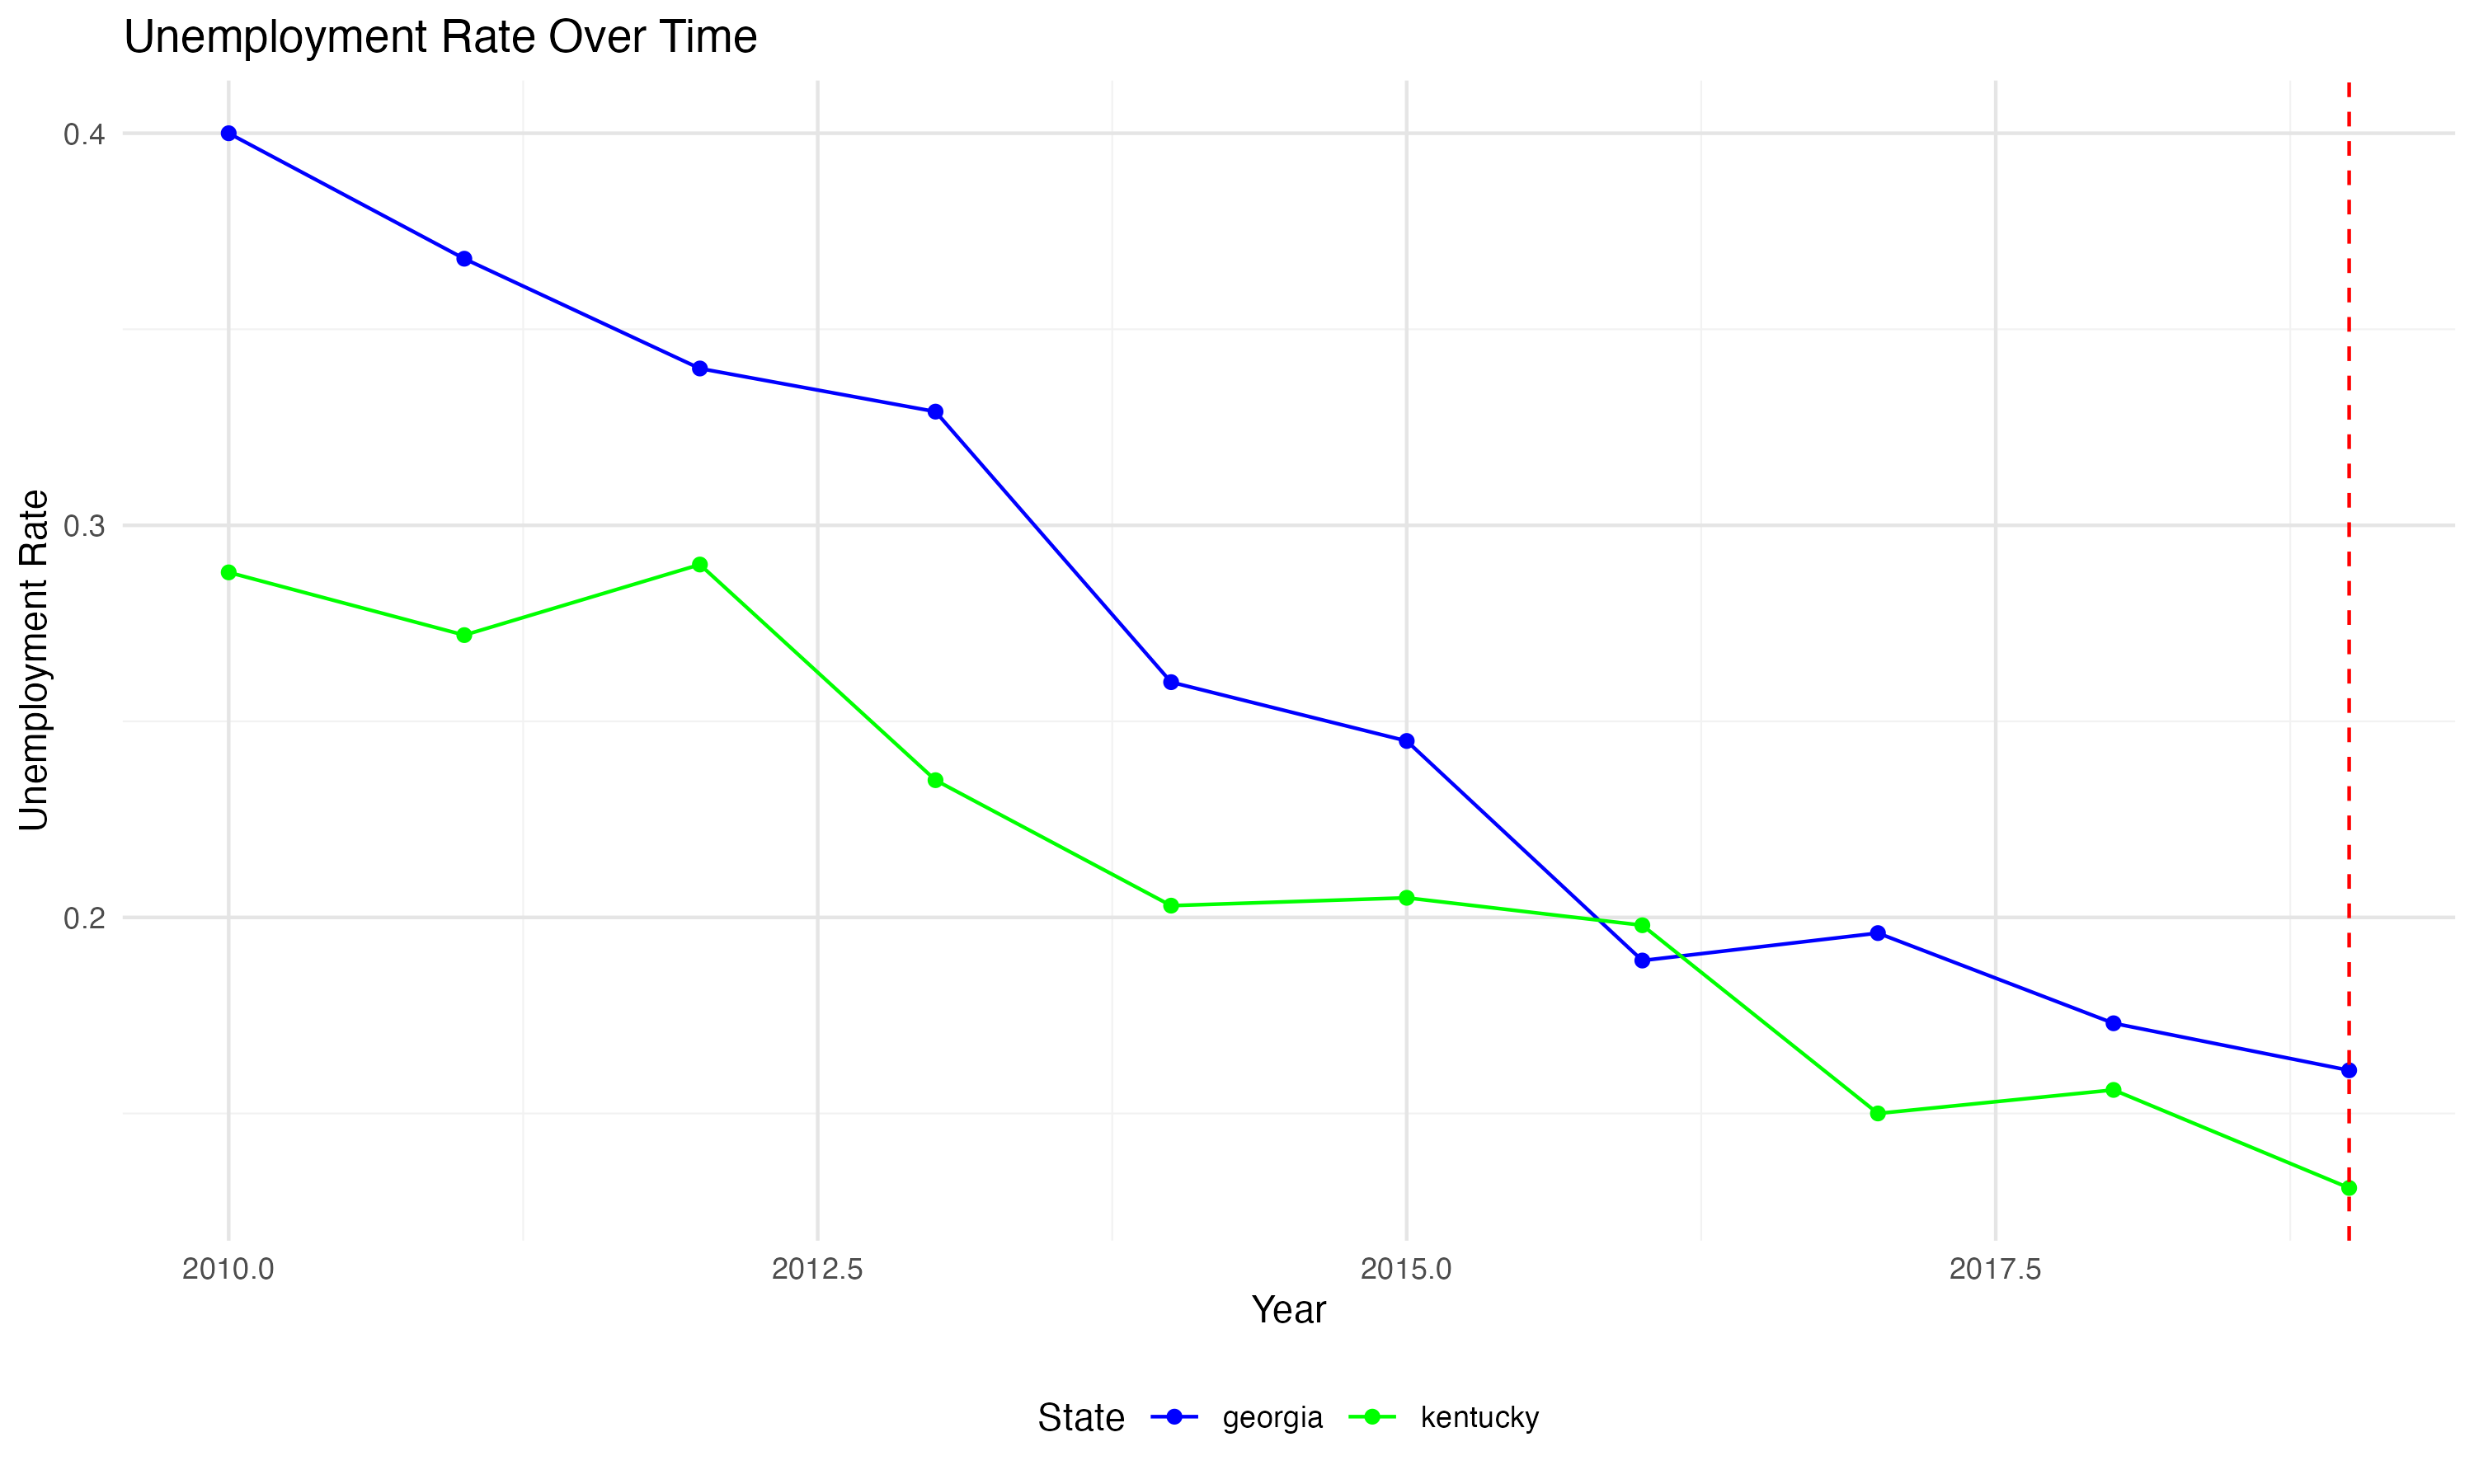 Unemployment Rate Over Time
Unemployment Rate
0.4
0.3
0.2
2010.0 2012.5 2015.0 2017.5
Year
State georgia kentucky